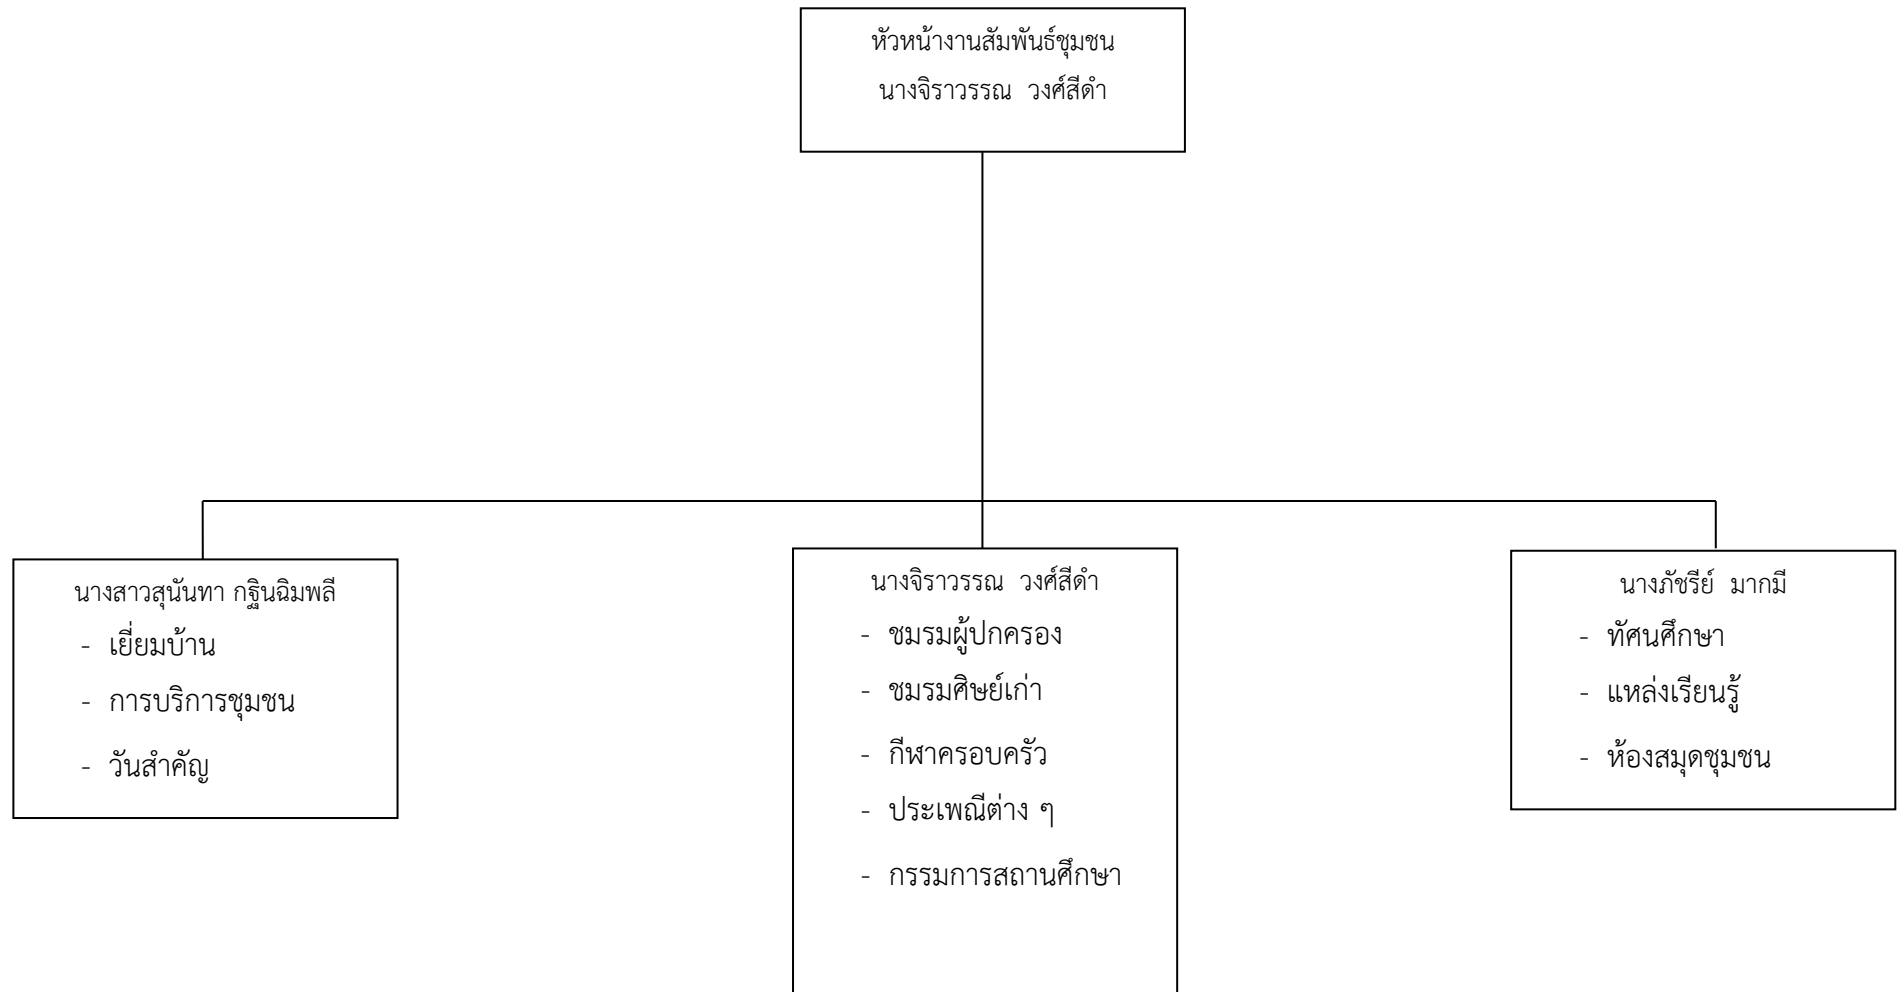 หัวหน้างานสัมพันธ์ชุมชน
นางจิราวรรณ  วงศ์สีดำ
นางสาวสุนันทา กฐินฉิมพลี
- เยี่ยมบ้าน
- การบริการชุมชน
- วันสำคัญ
นางจิราวรรณ  วงศ์สีดำ
- ชมรมผู้ปกครอง
- ชมรมศิษย์เก่า
- กีฬาครอบครัว
- ประเพณีต่าง ๆ
- กรรมการสถานศึกษา
นางภัชรีย์  มากมี
- ทัศนศึกษา
- แหล่งเรียนรู้
- ห้องสมุดชุมชน